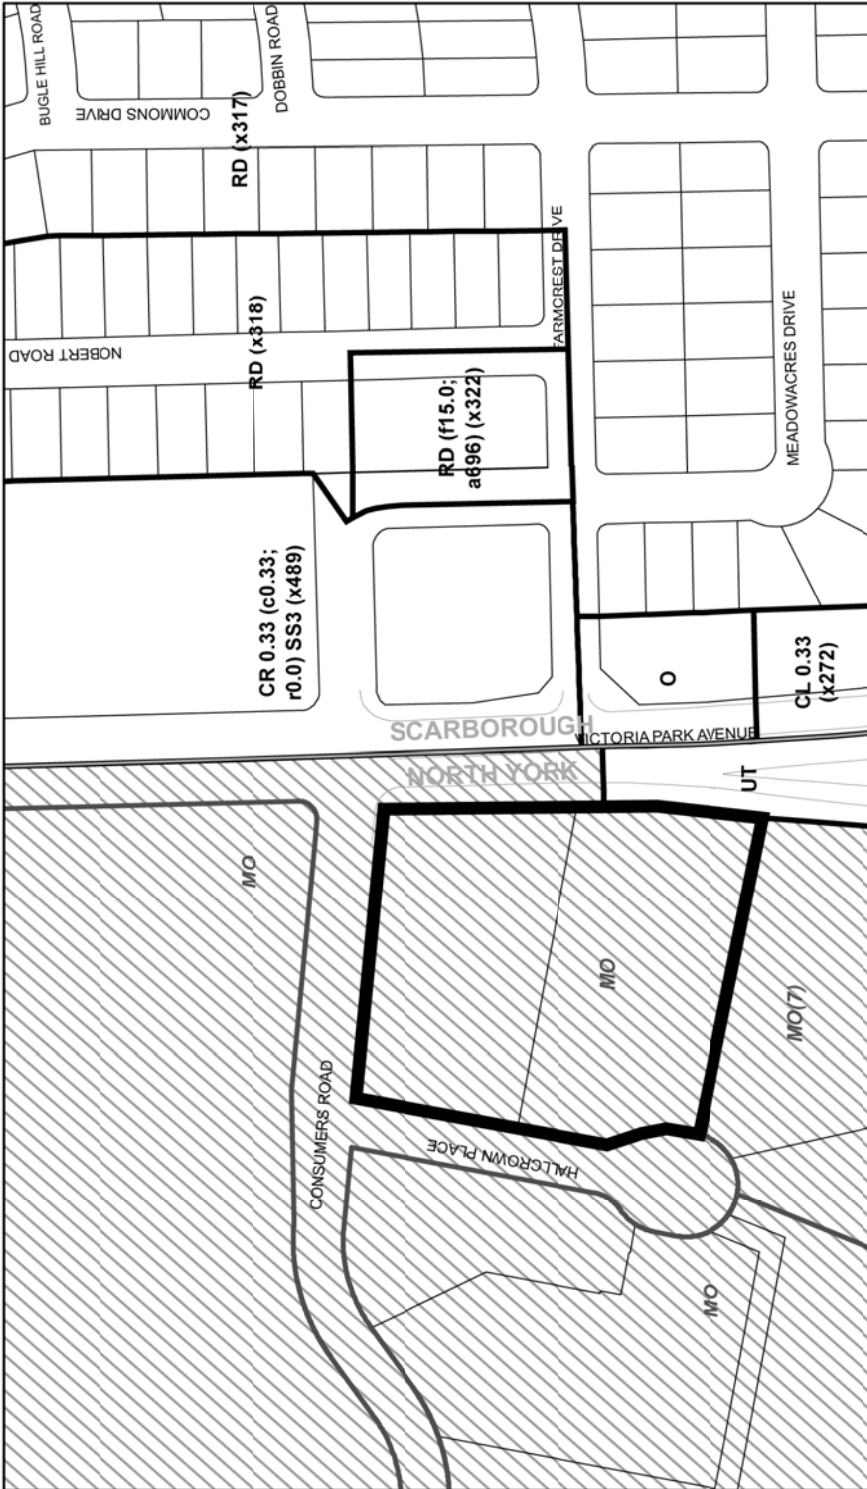 BUGLE HILL ROAD
COMMONS DRIVE
DOBBIN ROAD
RD (x317)
NOBERT ROAD
RD (x318)
FARMCREST DRIVE
RD (f15.0;
a696) (x322)
MEADOWACRES DRIVE
CR 0.33 (c0.33;
r0.0) SS3 (x489)
O
CL 0.33
(x272)
SCARBOROUGH
VICTORIA PARK AVENUE
NORTH YORK
UT
MO
MO
MO(7)
CONSUMERS ROAD
HALLCROWN PLACE
MO